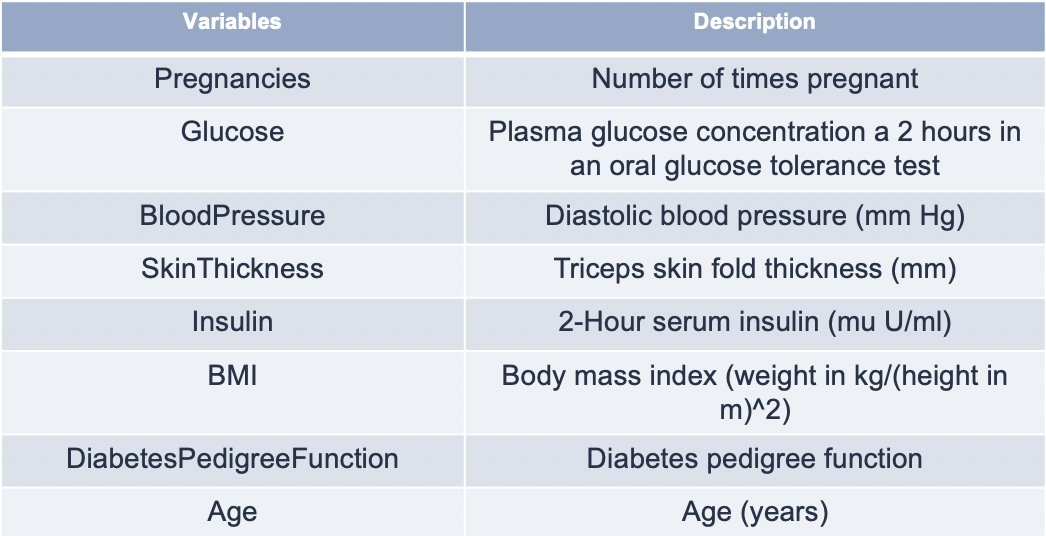 Variables Description
Pregnancies Number of times pregnant
Glucose Plasma glucose concentration a 2 hours in
an oral glucose tolerance test
BloodPressure Diastolic blood pressure (mm Hg)
SkinThickness Triceps skin fold thickness (mm)
Insulin 2-Hour serum insulin (mu U/ml)
BMI Body mass index (weight in kg/(height in
m)^2)
DiabetesPedigreeFunction Diabetes pedigree function
Age Age (years)